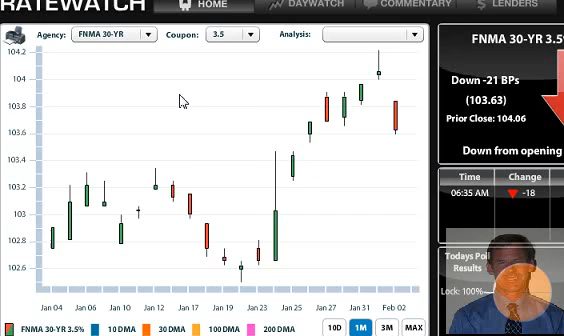 RATEWATCH HOME DAYWATCH COMMENTARY LENDERS
Agency: FNMA 30-YR Coupon: 3.5 Analysis:
FNMA 30-YR 3.5%
Down -21 BPs
(103.63)
Prior Close: 104.06
Down from opening
Time Change
06:35 AM -18
Todays Poll
Results
Lock: 100%
104.2
104
103.8
103.6
103.4
103.2
103
102.8
102.6
Jan 04 Jan 06 Jan 10 Jan 12 Jan 17 Jan 19 Jan 23 Jan 25 Jan 27 Jan 31 Feb 02
FNMA 30-YR 3.5% 10 DMA 30 DMA 100 DMA 200 DMA 10D 1M 3M MAX